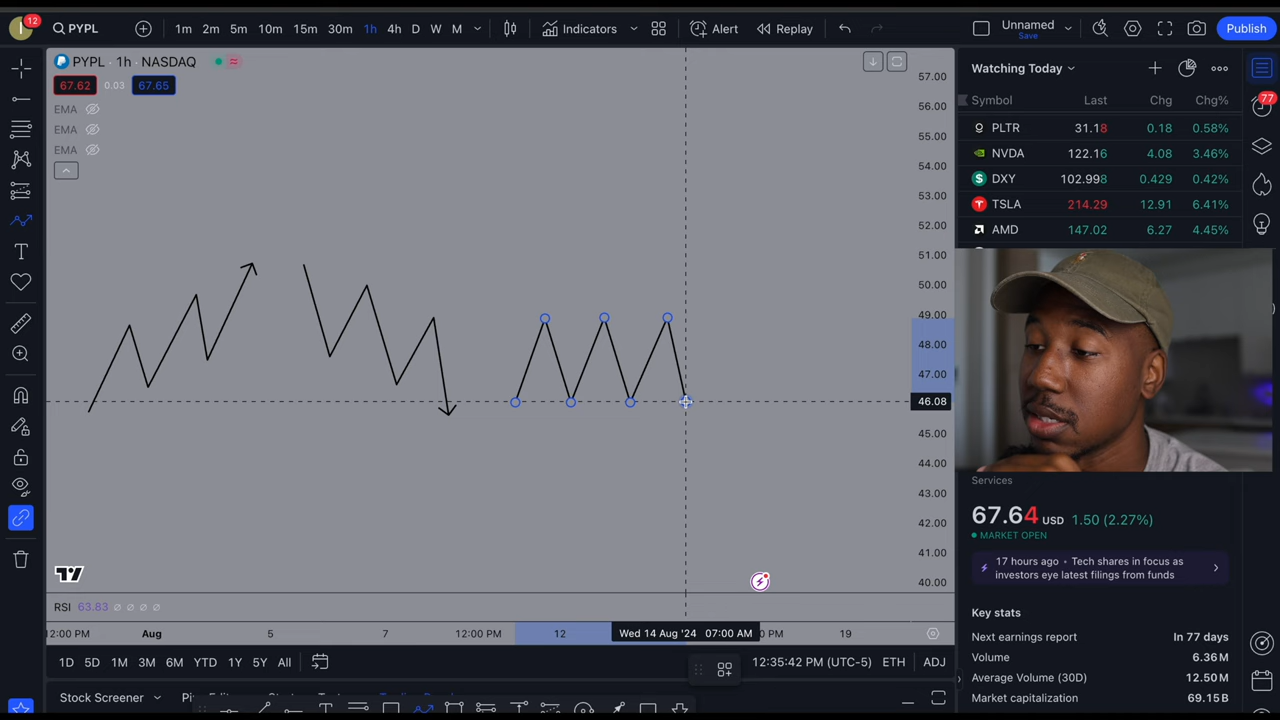 I 12 PYPL 1m 2m 5m 10m 15m 30m 1h 4h D W M Indicators Alert Replay Unnamed Save Publish
PYPL · 1h · NASDAQ
67.62 0.03 67.65
EMA
EMA
EMA
57.00
56.00
55.00
54.00
53.00
52.00
51.00
50.00
49.00
48.00
47.00
46.08
45.00
44.00
43.00
42.00
41.00
40.00
RSI 63.83
12:00 PM Aug 5 7 12:00 PM 12 Wed 14 Aug '24 07:00 AM 0 PM 19
1D 5D 1M 3M 6M YTD 1Y 5Y All 12:35:42 PM (UTC-5) ETH ADJ
Stock Screener
Watching Today
Symbol Last Chg Chg%
PLTR 31.18 0.18 0.58%
NVDA 122.16 4.08 3.46%
DXY 102.998 0.429 0.42%
TSLA 214.29 12.91 6.41%
AMD 147.02 6.27 4.45%
77
Services
67.64 USD 1.50 (2.27%)
MARKET OPEN
17 hours ago • Tech shares in focus as
investors eye latest filings from funds
Key stats
Next earnings report In 77 days
Volume 6.36 M
Average Volume (30D) 12.50 M
Market capitalization 69.15 B